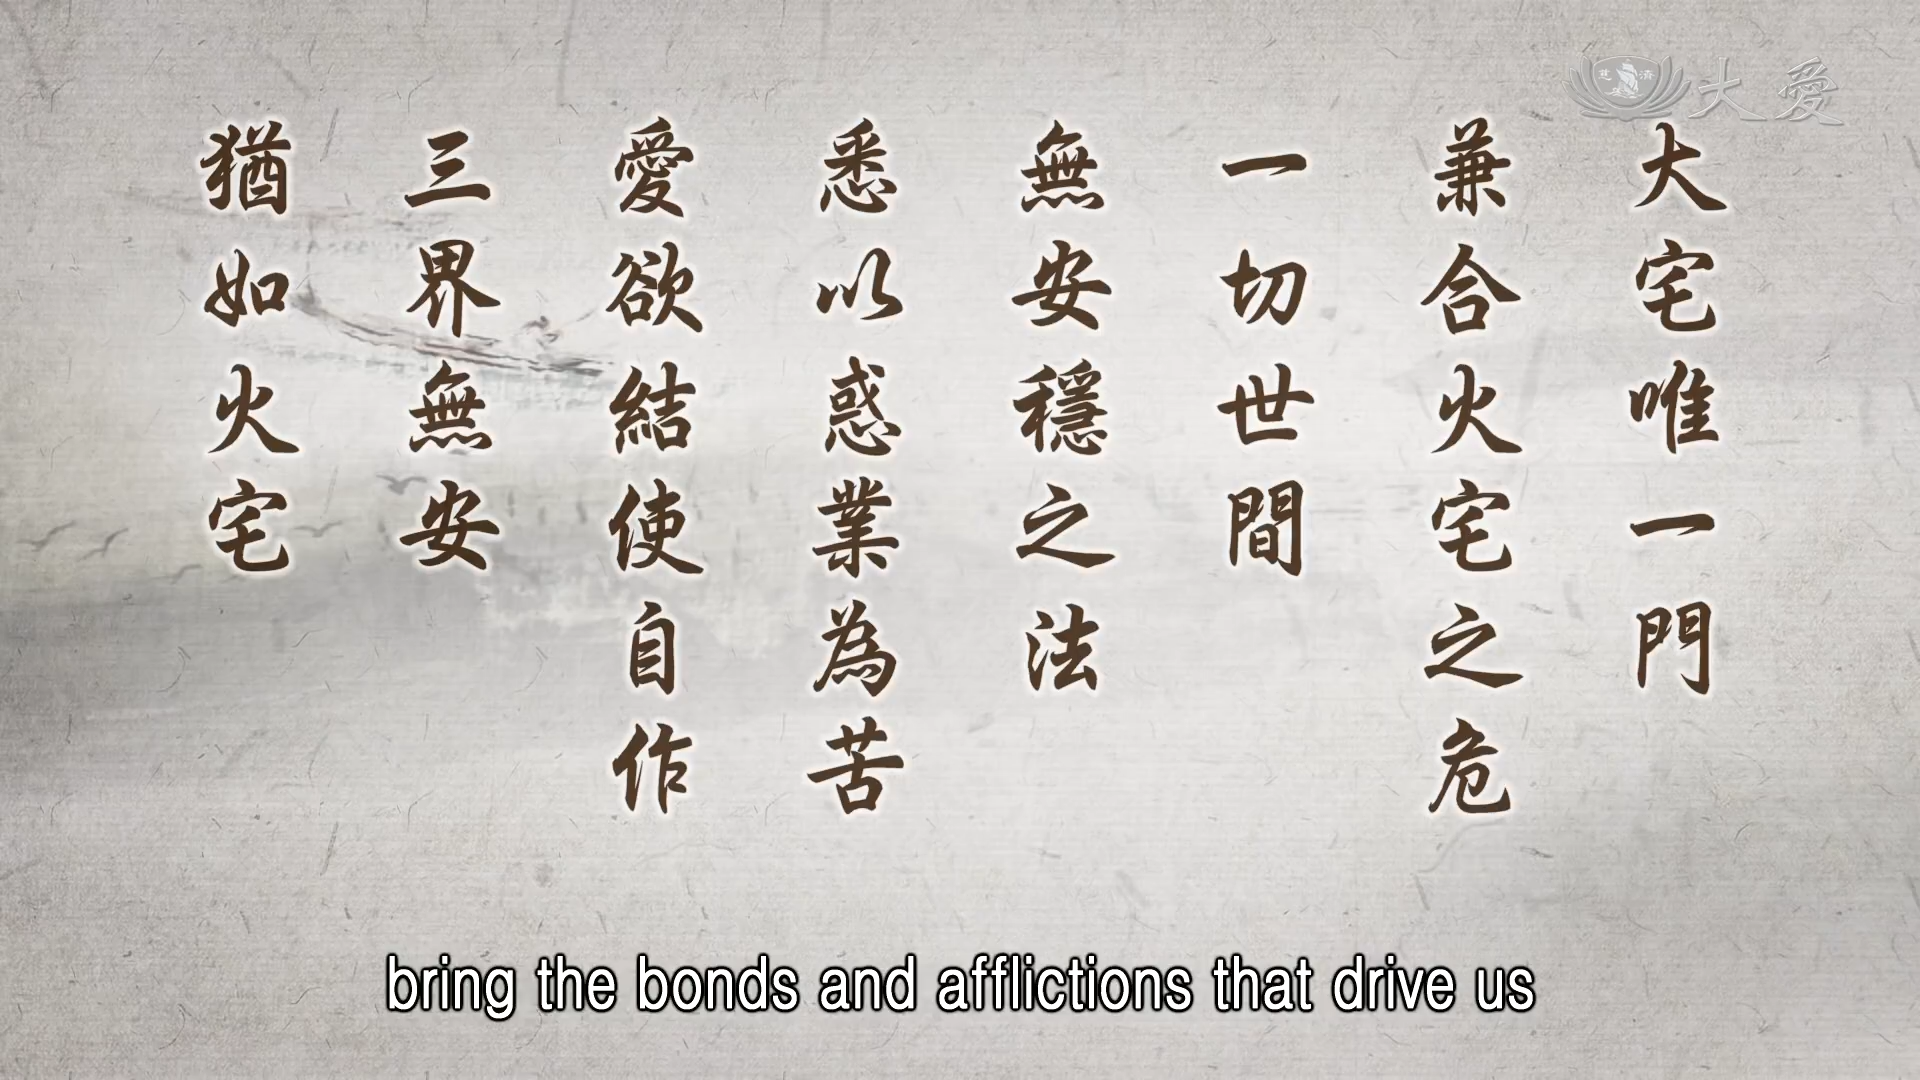 大愛
大宅唯一門
兼合火宅之危
一切世間
無安穩之法
悉以惑業為苦
愛欲結使自作
三界無安
猶如火宅
bring the bonds and afflictions that drive us